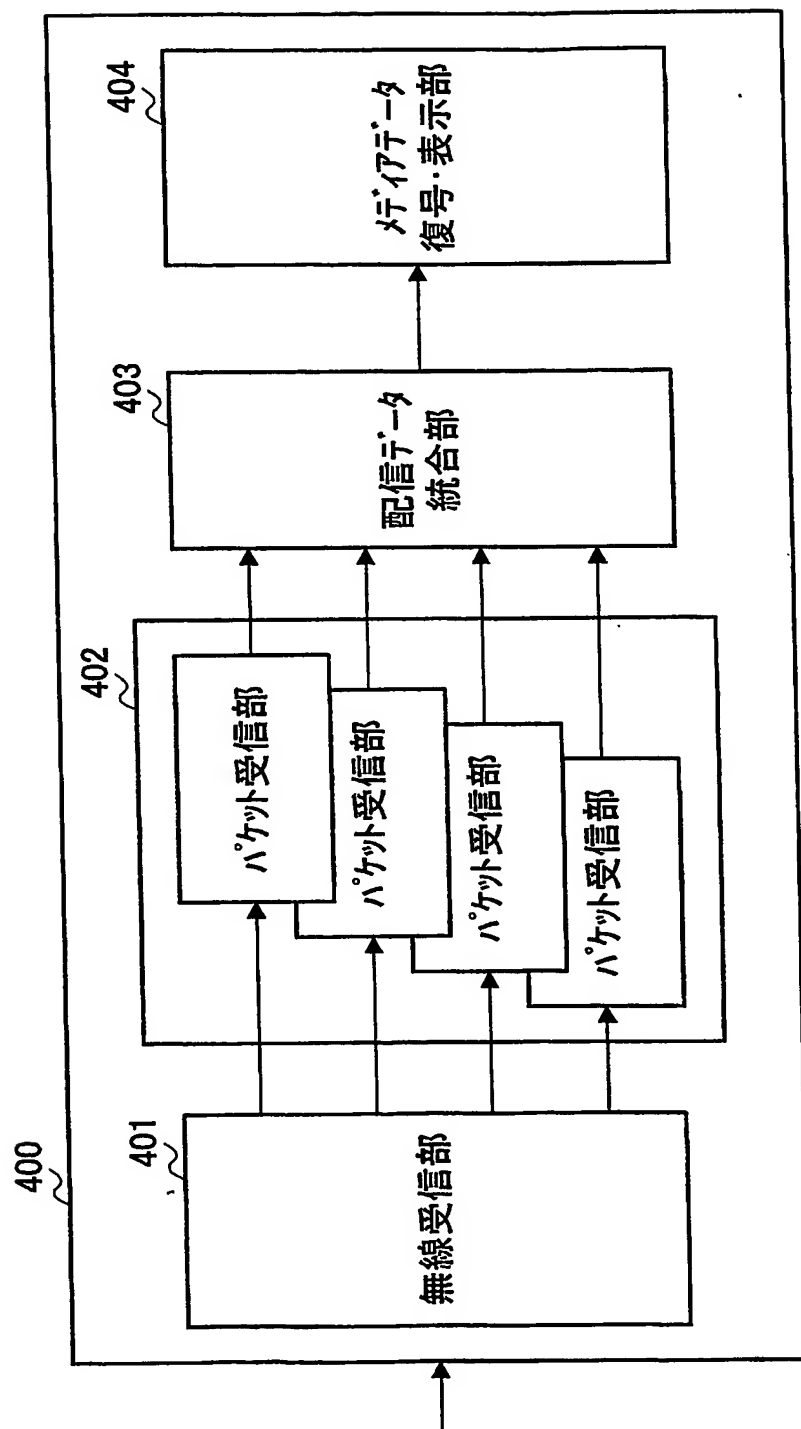 400
401
無線受信部
402
パケット受信部
パケット受信部
パケット受信部
パケット受信部
403
配信データ
統合部
404
メディアデータ
復号・表示部